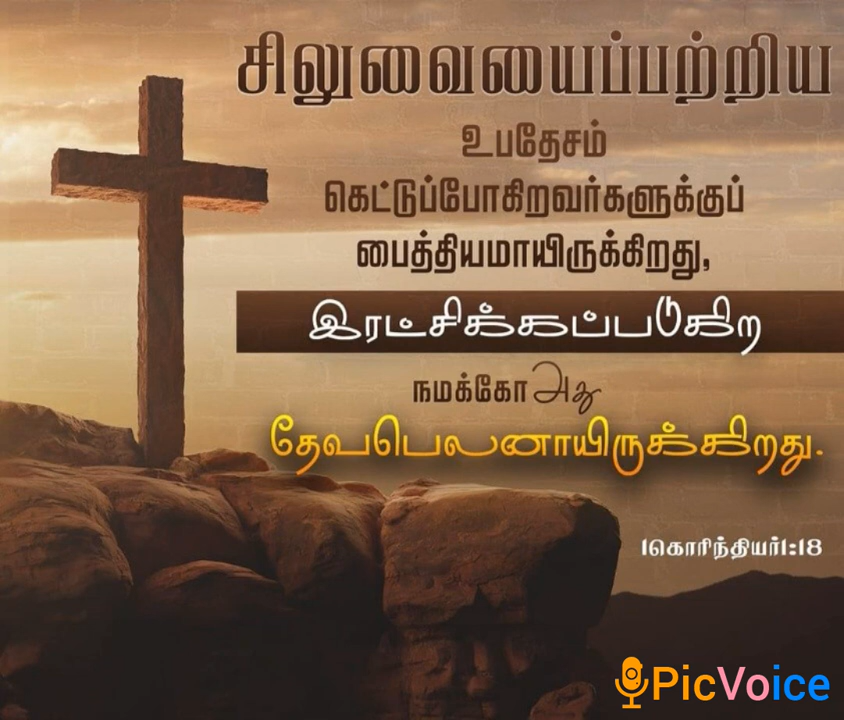 சிலுவையைப்பற்றிய
உபதேசம்
கெட்டுப்போகிறவர்களுக்குப்
பைத்தியமாயிருக்கிறது,
இரட்சிக்கப்படுகிற
நமக்கோ அது
தேவபெலனாயிருக்கிறது.
1கொரிந்தியர்1:18
PicVoice